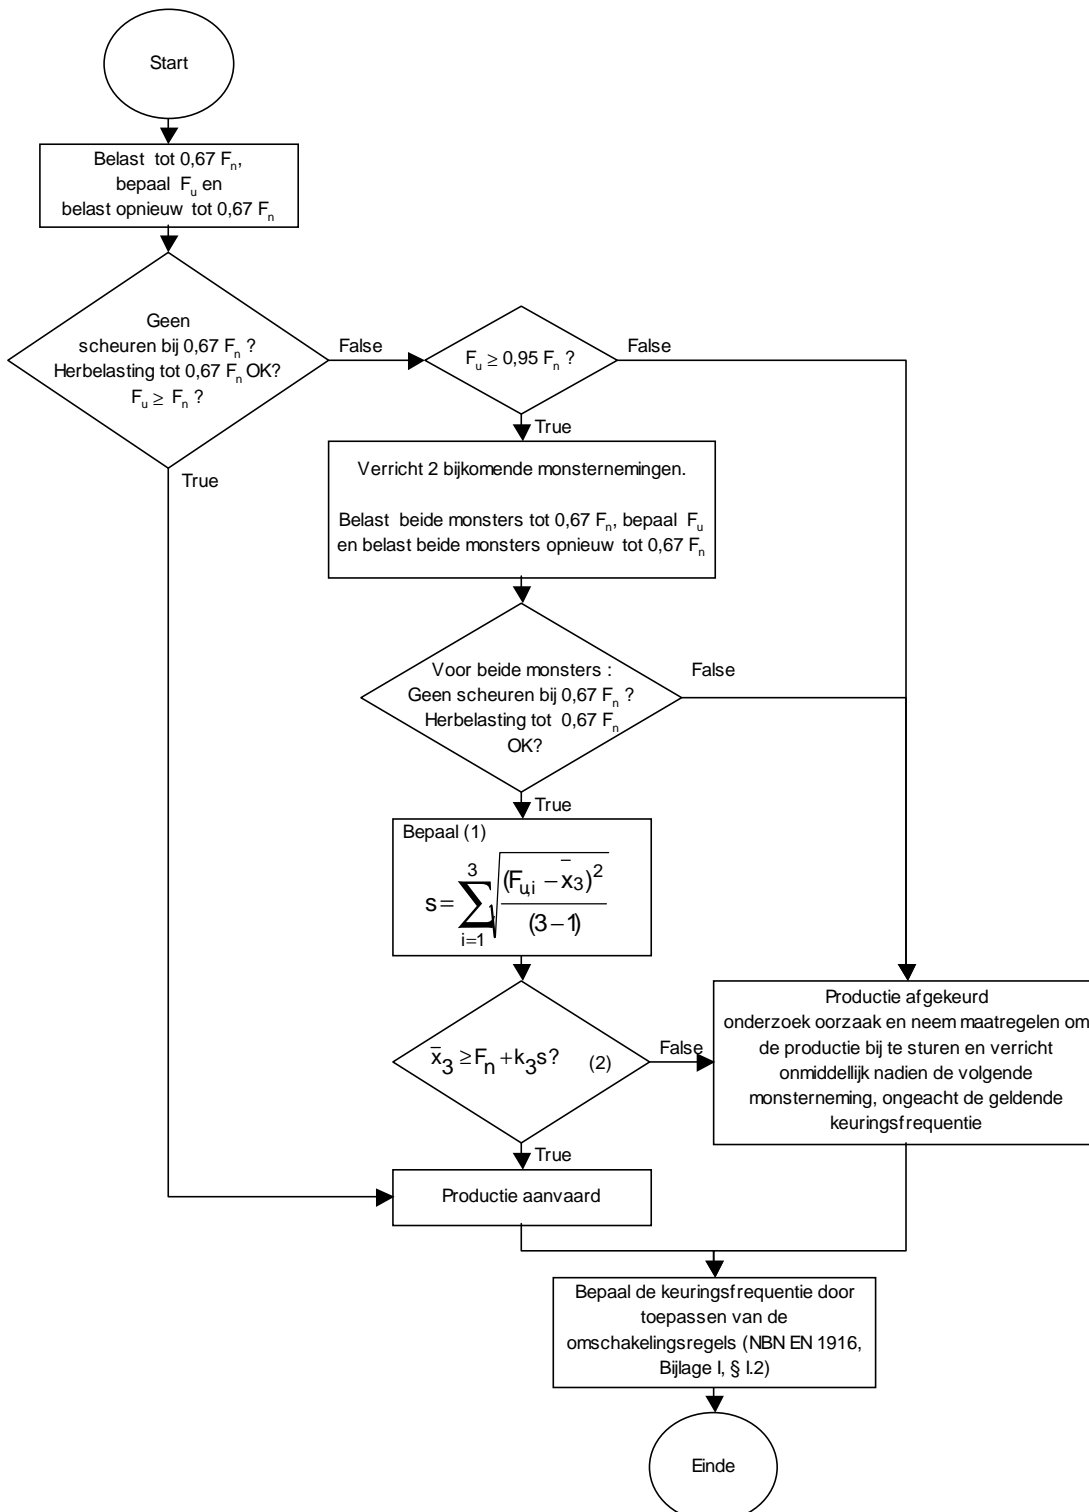 Start
Belast tot 0,67 Fn,
bepaal Fu en
belast opnieuw tot 0,67 Fn
Geen
scheuren bij 0,67 Fn ?
Herbelasting tot 0,67 Fn OK?
Fu ≥ Fn ?
False
Fu ≥ 0,95 Fn ?
False
True
True
Verricht 2 bijkomende monsternemingen.
Belast beide monsters tot 0,67 Fn, bepaal Fu
en belast beide monsters opnieuw tot 0,67 Fn
Voor beide monsters :
Geen scheuren bij 0,67 Fn ?
Herbelasting tot 0,67 Fn
OK?
False
True
Bepaal (1)
s = ∑_{i=1}^{3} √((Fu,i − x̄3)² / (3−1))
x̄3 ≥ Fn + k3s? (2)
False
True
Productie afgekeurd
onderzoek oorzaak en neem maatregelen om
de productie bij te sturen en verricht
onmiddellijk nadien de volgende
monsterneming, ongeacht de geldende
keuringsfrequentie
Productie aanvaard
Bepaal de keuringsfrequentie door
toepassen van de
omschakelingsregels (NBN EN 1916,
Bijlage I, § I.2)
Einde